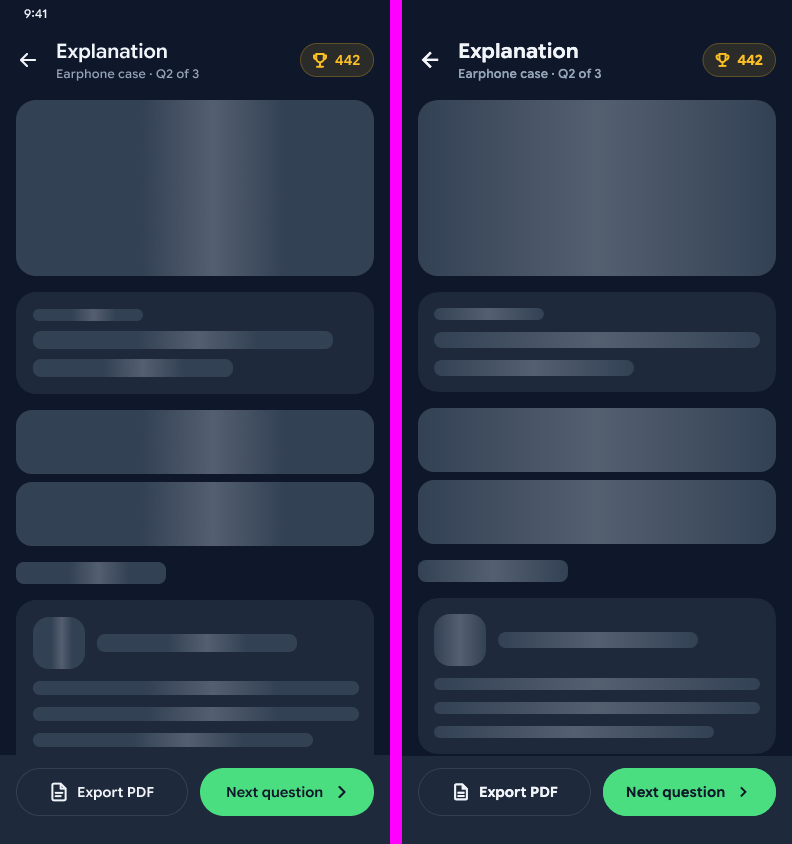 9:41
Explanation
Earphone case · Q2 of 3
442
Export PDF
Next question
Explanation
Earphone case · Q2 of 3
442
Export PDF
Next question